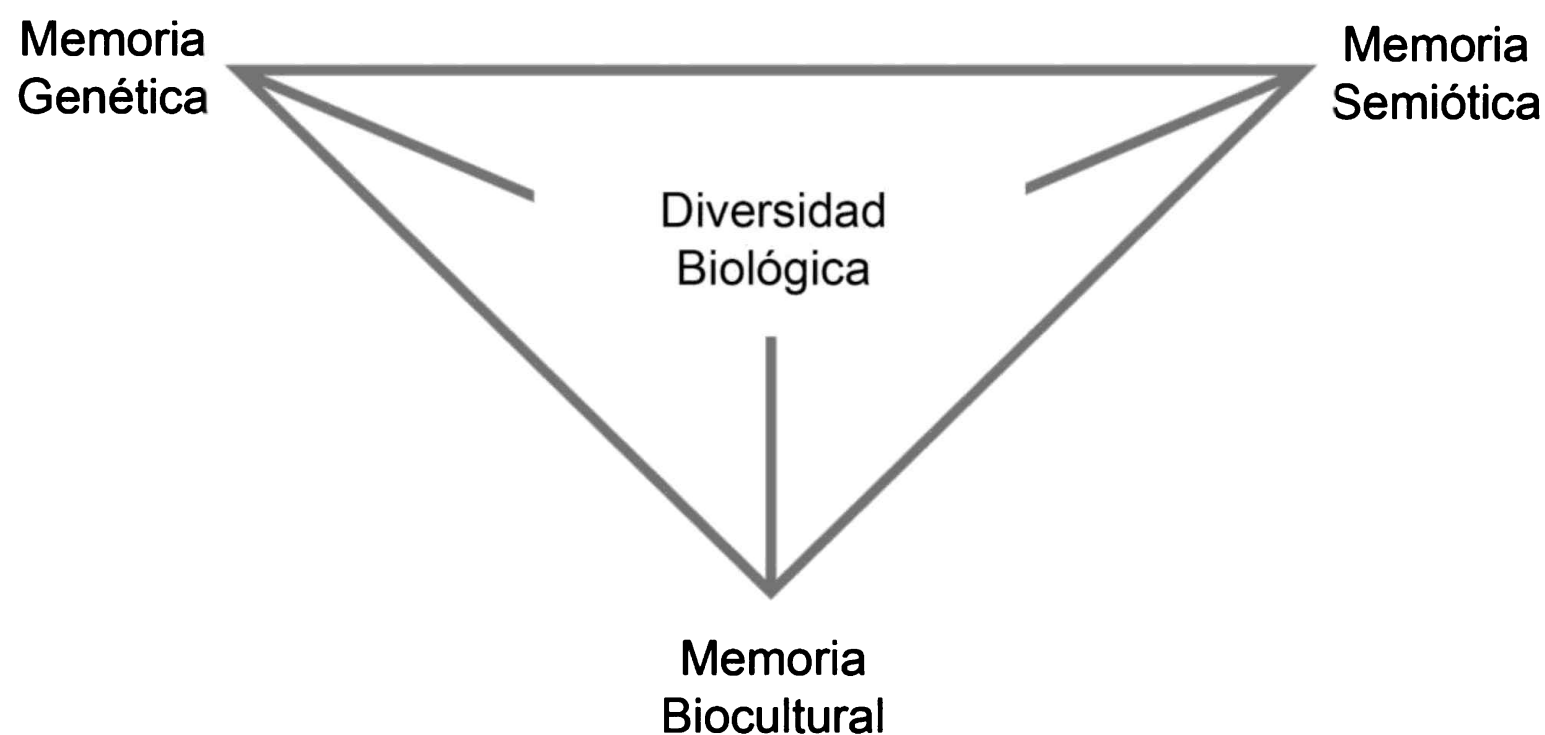 Memoria
Genética
Memoria
Semiótica
Diversidad
Biológica
Memoria
Biocultural